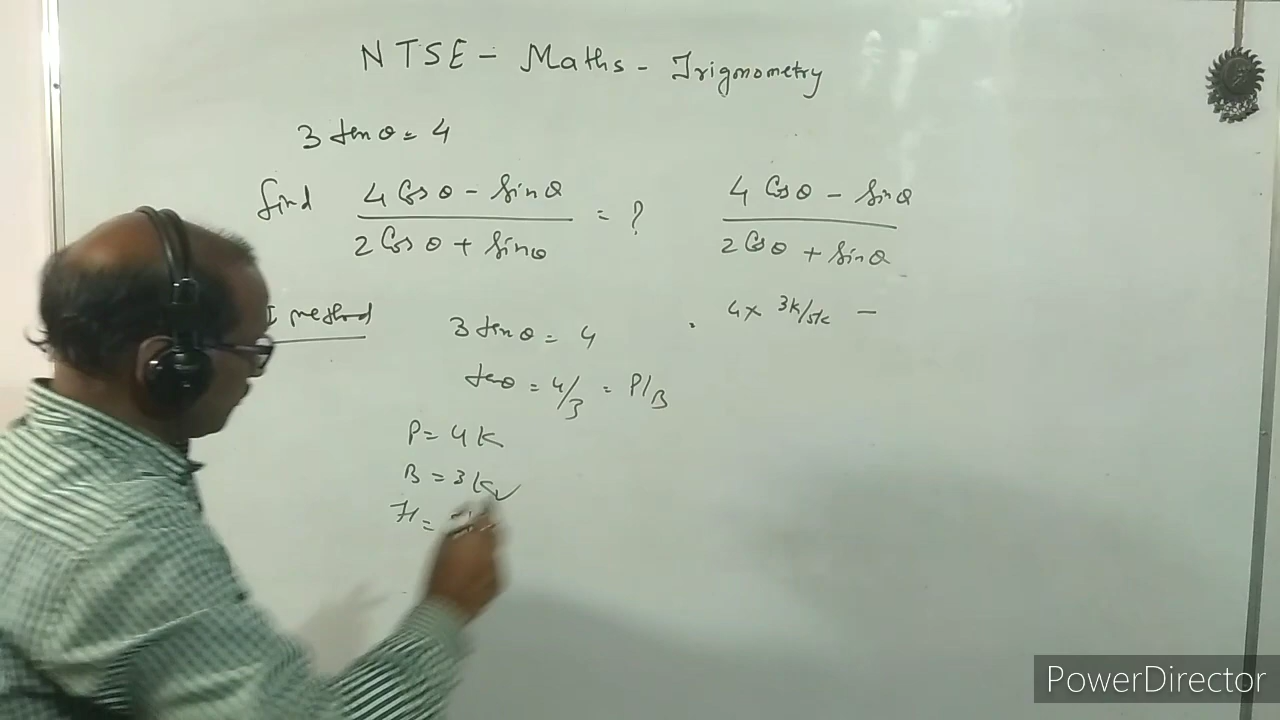 NTSE - Maths - Trignometry
3 tan θ = 4
find (4 Cos θ - Sin θ)/(2 Cos θ + Sin θ) = ?
(4 Cos θ - Sin θ)/(2 Cos θ + Sin θ)
I method
3 tan θ = 4
tan θ = 4/3 = P/B
P = 4K
B = 3K
H =
4 × 3K/5K -
PowerDirector